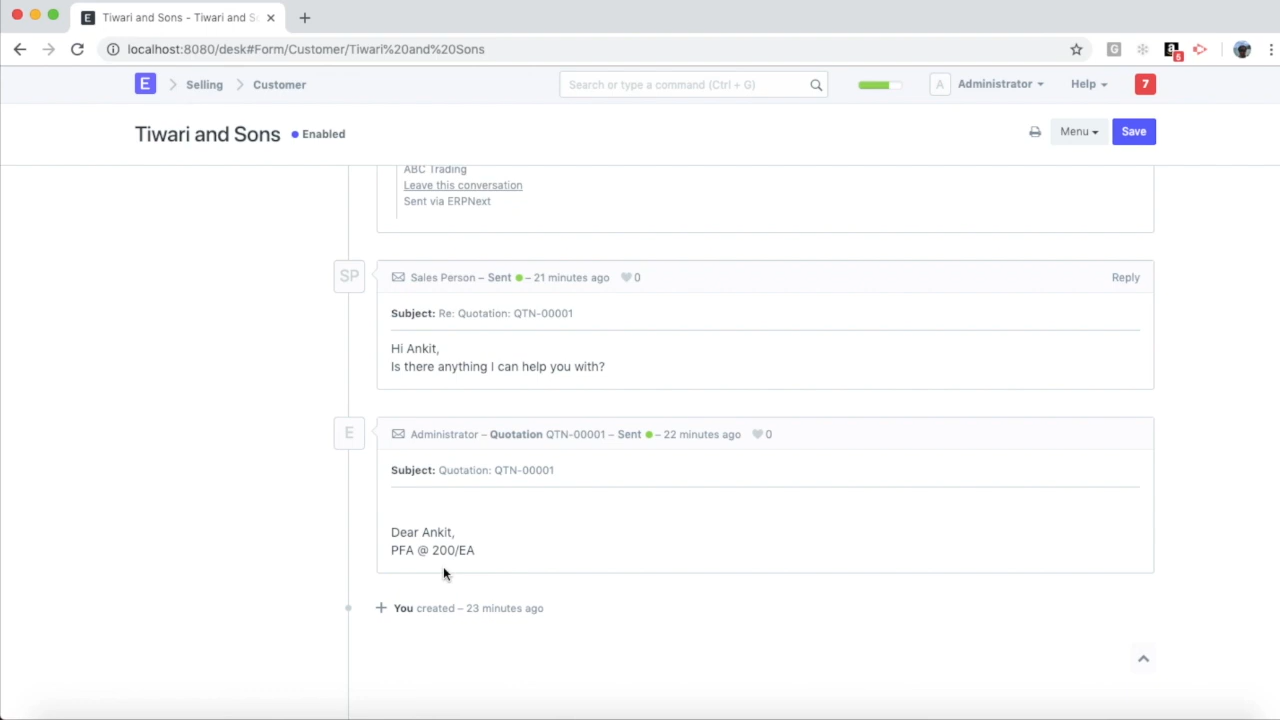 E Tiwari and Sons - Tiwari and S
localhost:8080/desk#Form/Customer/Tiwari%20and%20Sons
G a 6
E Selling Customer Search or type a command (Ctrl + G) A Administrator Help 7
Tiwari and Sons Enabled Menu Save
ABC Trading
Leave this conversation
Sent via ERPNext
SP Sales Person – Sent – 21 minutes ago 0 Reply
Subject: Re: Quotation: QTN-00001
Hi Ankit,
Is there anything I can help you with?
E Administrator – Quotation QTN-00001 – Sent – 22 minutes ago 0
Subject: Quotation: QTN-00001
Dear Ankit,
PFA @ 200/EA
You created – 23 minutes ago